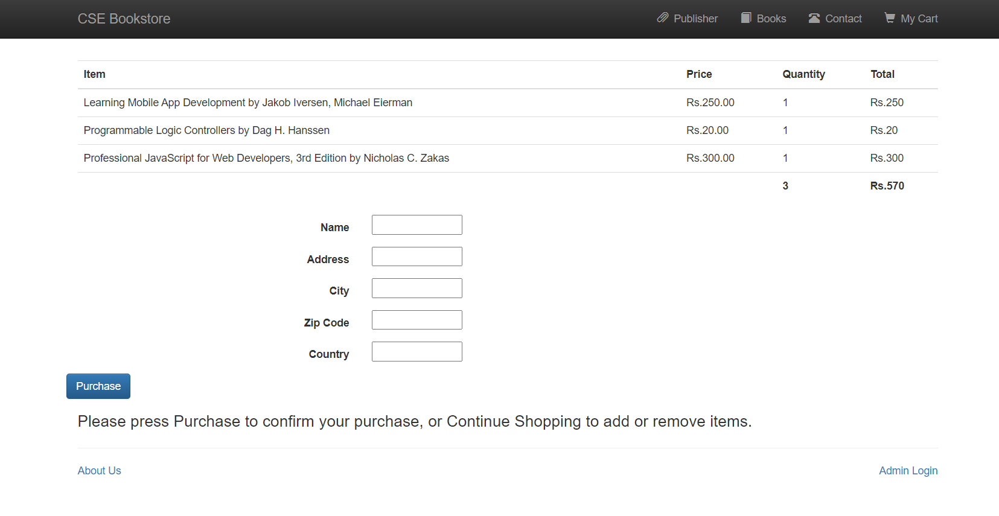 CSE Bookstore Publisher Books Contact My Cart
Item Price Quantity Total
Learning Mobile App Development by Jakob Iversen, Michael Eierman Rs.250.00 1 Rs.250
Programmable Logic Controllers by Dag H. Hanssen Rs.20.00 1 Rs.20
Professional JavaScript for Web Developers, 3rd Edition by Nicholas C. Zakas Rs.300.00 1 Rs.300
3 Rs.570
Name
Address
City
Zip Code
Country
Purchase
Please press Purchase to confirm your purchase, or Continue Shopping to add or remove items.
About Us Admin Login